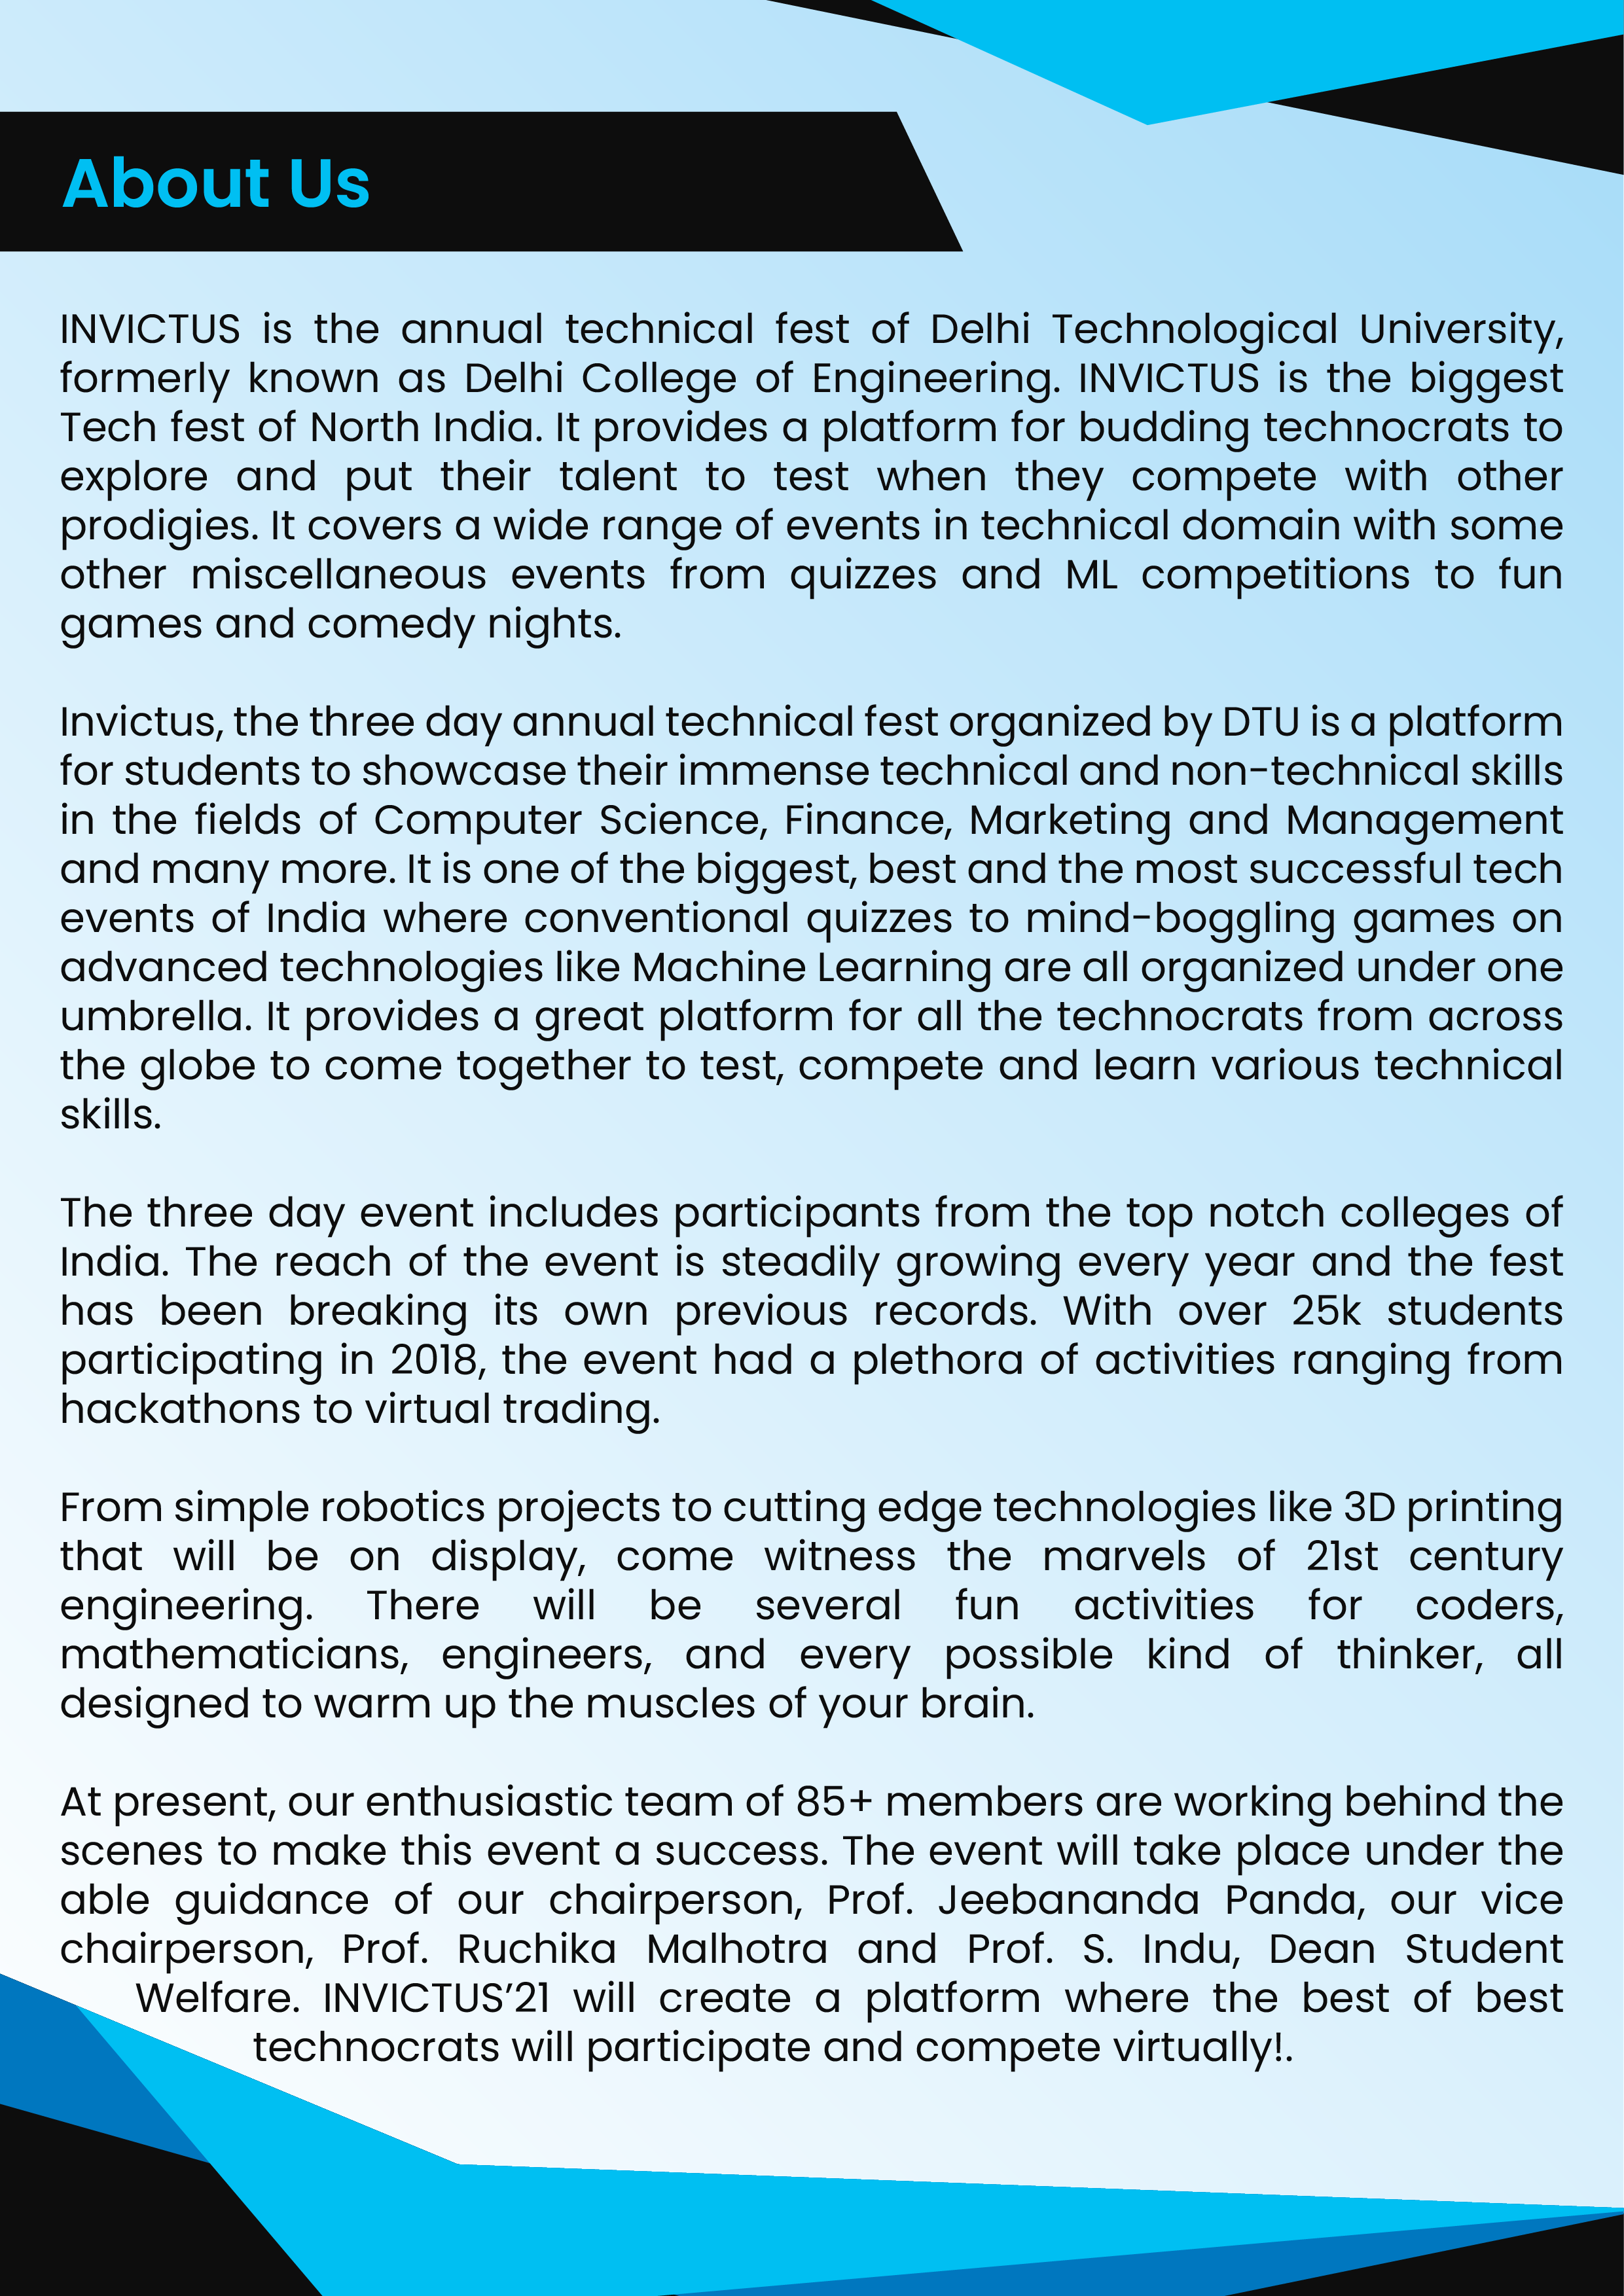 About Us
INVICTUS is the annual technical fest of Delhi Technological University,
formerly known as Delhi College of Engineering. INVICTUS is the biggest
Tech fest of North India. It provides a platform for budding technocrats to
explore and put their talent to test when they compete with other
prodigies. It covers a wide range of events in technical domain with some
other miscellaneous events from quizzes and ML competitions to fun
games and comedy nights.
Invictus, the three day annual technical fest organized by DTU is a platform
for students to showcase their immense technical and non-technical skills
in the fields of Computer Science, Finance, Marketing and Management
and many more. It is one of the biggest, best and the most successful tech
events of India where conventional quizzes to mind-boggling games on
advanced technologies like Machine Learning are all organized under one
umbrella. It provides a great platform for all the technocrats from across
the globe to come together to test, compete and learn various technical
skills.
The three day event includes participants from the top notch colleges of
India. The reach of the event is steadily growing every year and the fest
has been breaking its own previous records. With over 25k students
participating in 2018, the event had a plethora of activities ranging from
hackathons to virtual trading.
From simple robotics projects to cutting edge technologies like 3D printing
that will be on display, come witness the marvels of 21st century
engineering. There will be several fun activities for coders,
mathematicians, engineers, and every possible kind of thinker, all
designed to warm up the muscles of your brain.
At present, our enthusiastic team of 85+ members are working behind the
scenes to make this event a success. The event will take place under the
able guidance of our chairperson, Prof. Jeebananda Panda, our vice
chairperson, Prof. Ruchika Malhotra and Prof. S. Indu, Dean Student
Welfare. INVICTUS’21 will create a platform where the best of best
technocrats will participate and compete virtually!.